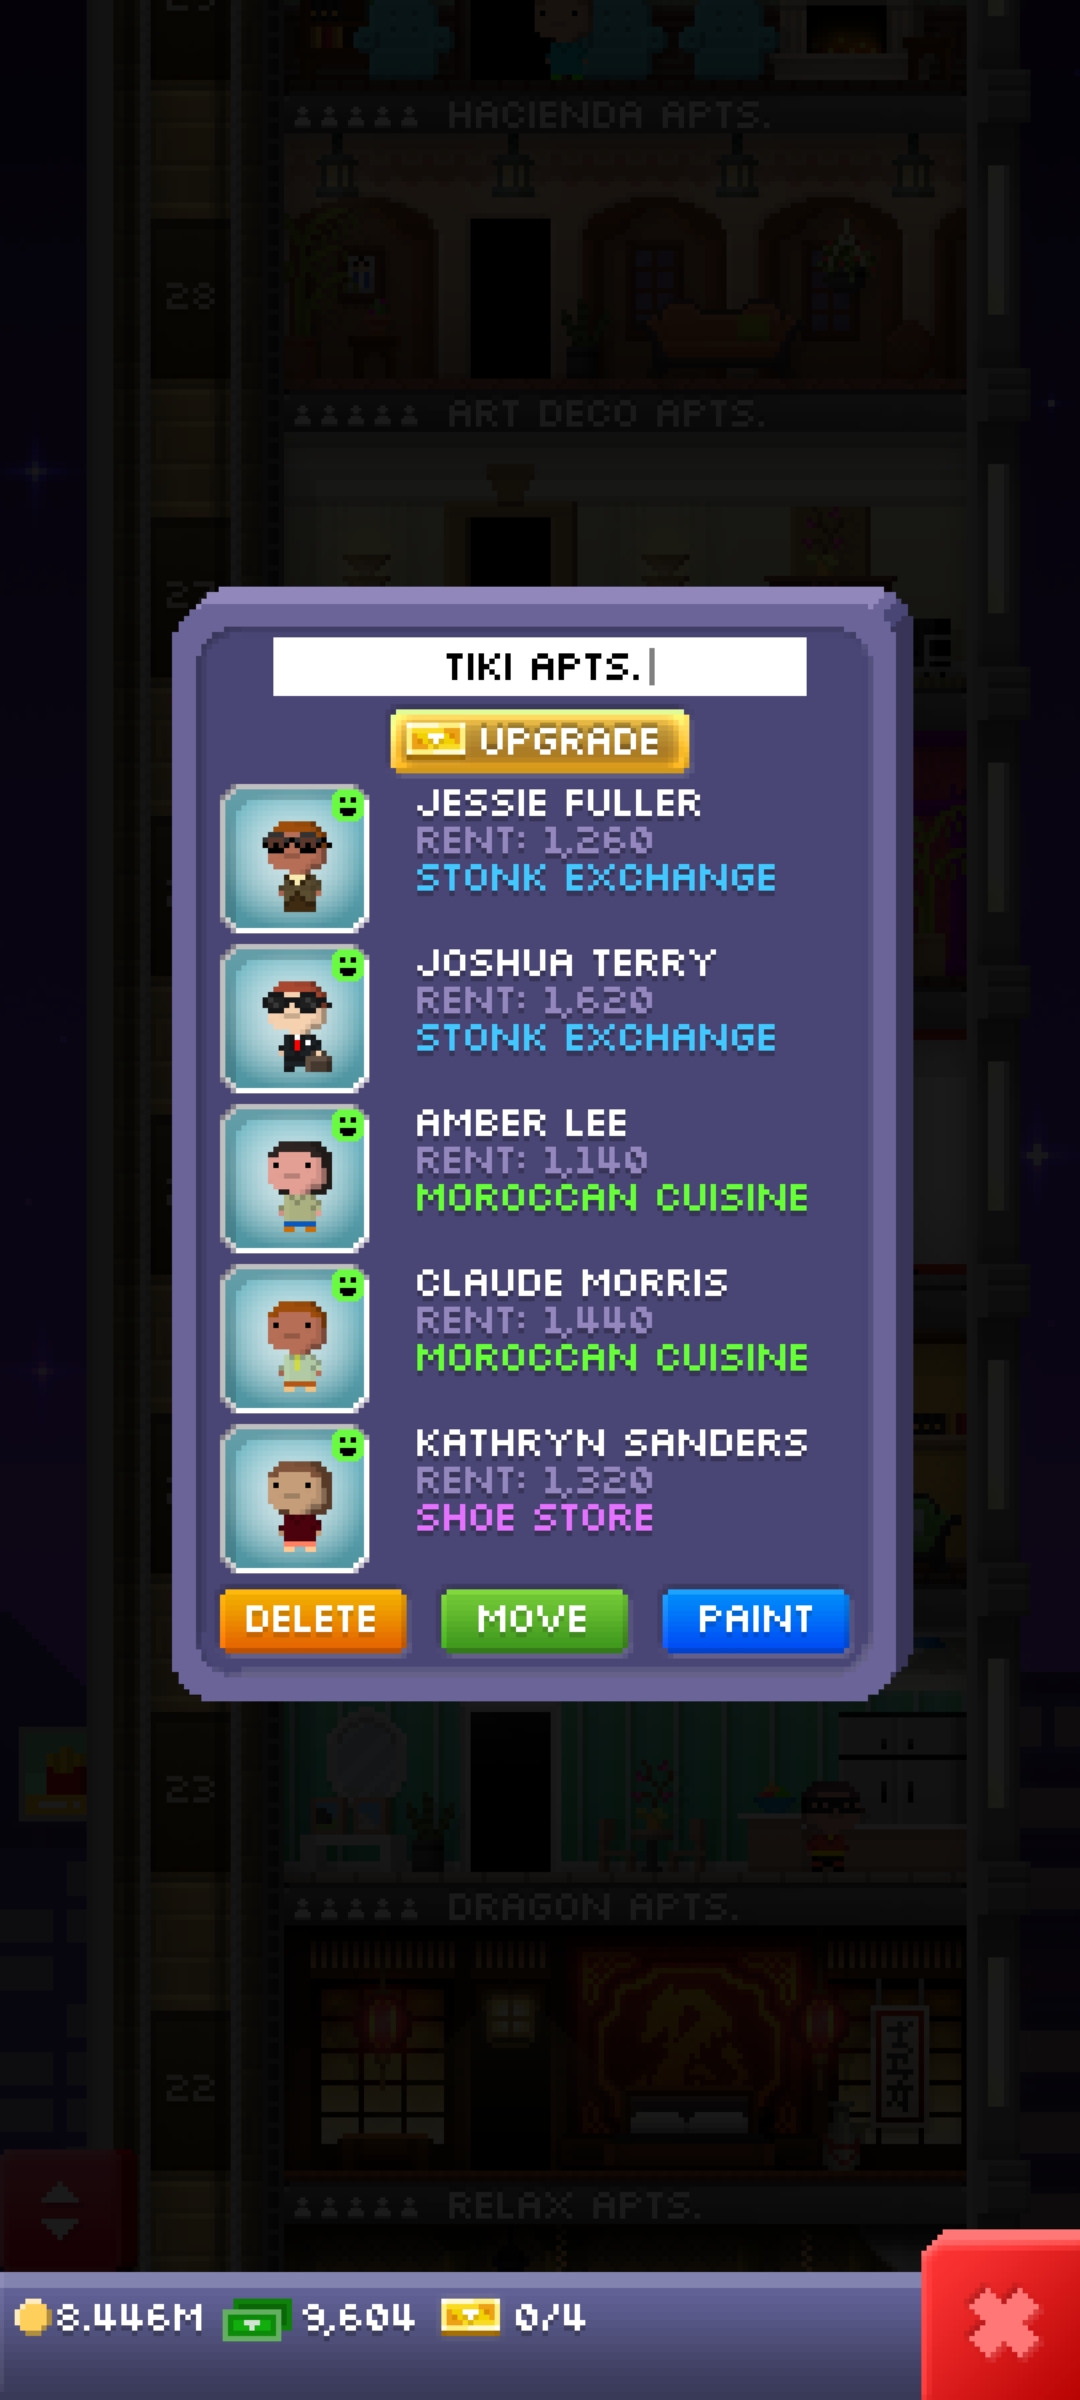 HACIENDA APTS.
28
ART DECO APTS.
TIKI APTS.
UPGRADE
JESSIE FULLER
RENT: 1,260
STONK EXCHANGE
JOSHUA TERRY
RENT: 1,620
STONK EXCHANGE
AMBER LEE
RENT: 1,140
MOROCCAN CUISINE
CLAUDE MORRIS
RENT: 1,440
MOROCCAN CUISINE
KATHRYN SANDERS
RENT: 1,320
SHOE STORE
DELETE MOVE PAINT
23
DRAGON APTS.
22
RELAX APTS.
8.446M 9,604 0/4